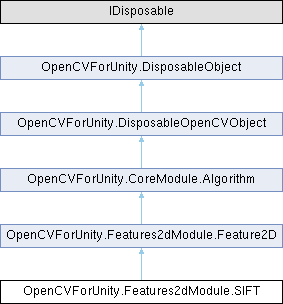 IDisposable
OpenCVForUnity.DisposableObject
OpenCVForUnity.DisposableOpenCVObject
OpenCVForUnity.CoreModule.Algorithm
OpenCVForUnity.Features2dModule.Feature2D
OpenCVForUnity.Features2dModule.SIFT